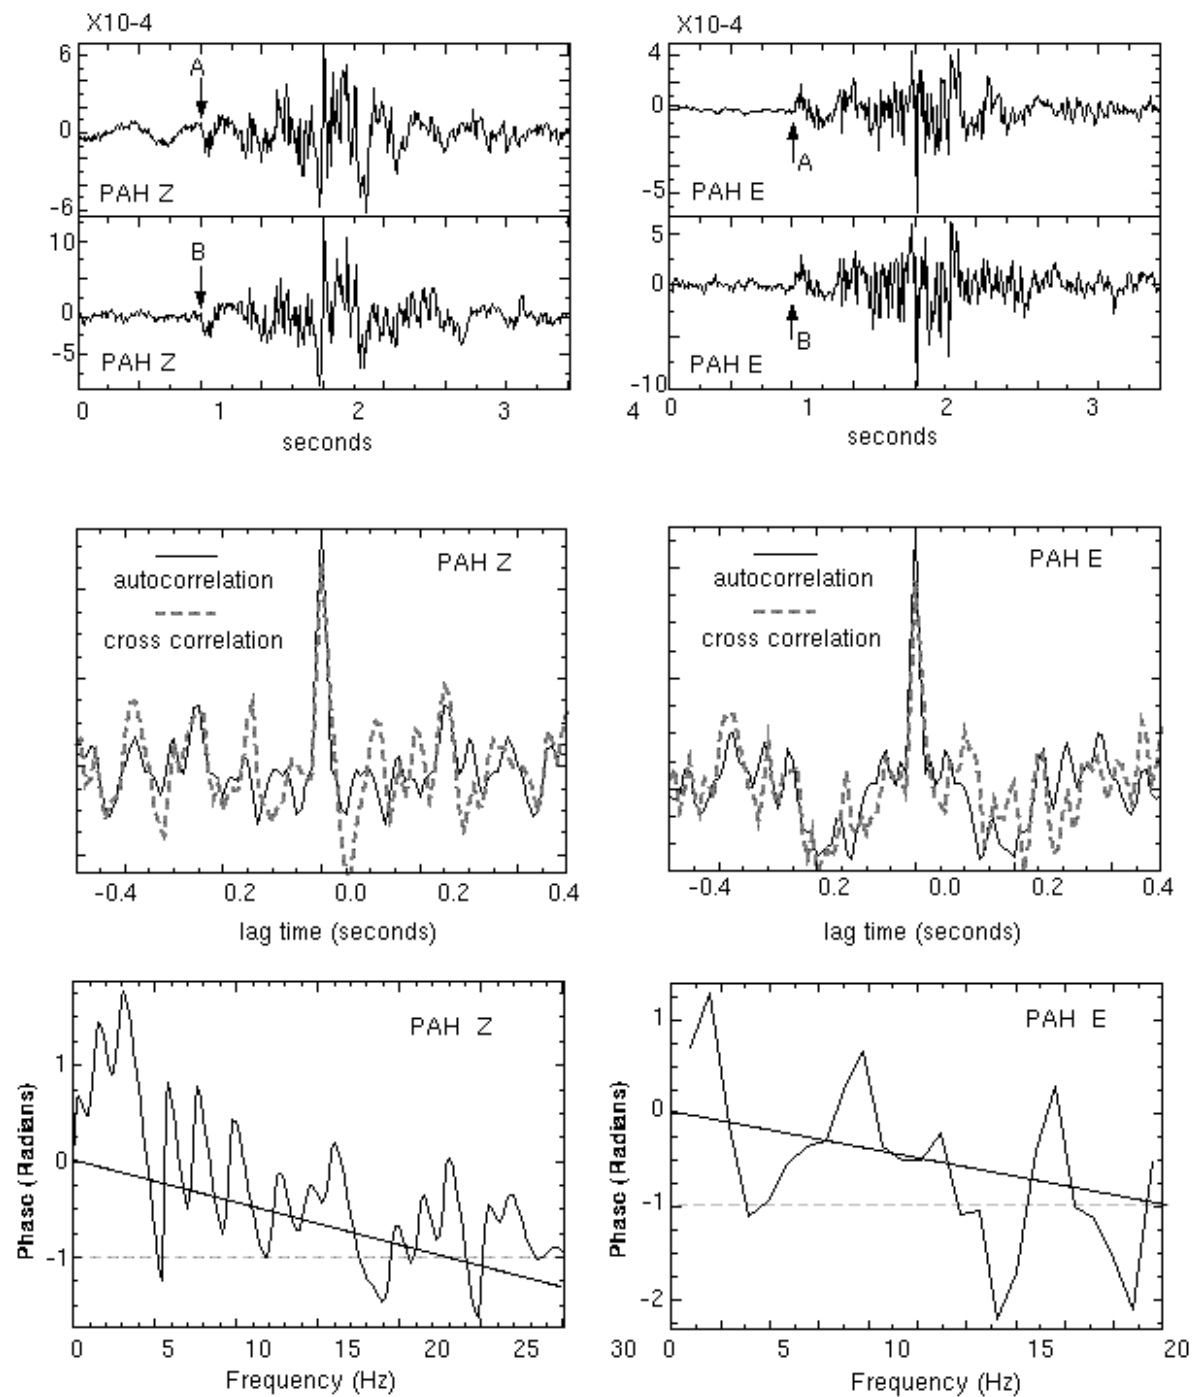 X10-4
6
A
0
PAH Z
-6
10
B
0
-5
PAH Z
0 1 2 3 4
seconds
X10-4
4
0
A
-5
PAH E
5
0
B
PAH E
-10
0 1 2 3
seconds
autocorrelation
cross correlation
PAH Z
-0.4 0.2 0.0 0.2 0.4
lag time (seconds)
autocorrelation
cross correlation
PAH E
-0.4 0.2 0.0 0.2 0.4
lag time (seconds)
PAH Z
Phase (Radians)
1
0
-1
0 5 10 15 20 25 30
Frequency (Hz)
PAH E
Phase (Radians)
1
0
-1
-2
0 5 10 15 20
Frequency (Hz)